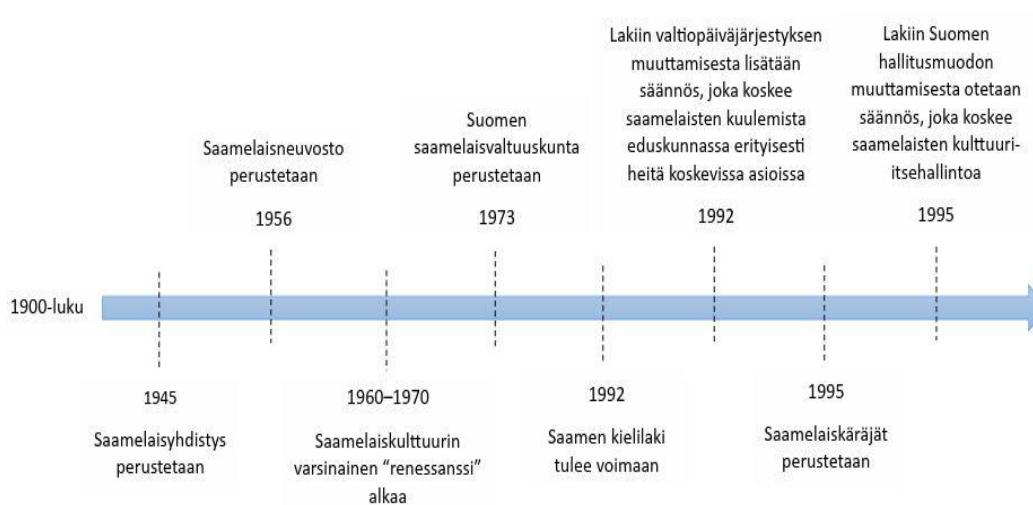 Saamelaisneuvosto
perustetaan
1956
Suomen
saamelaisvaltuuskunta
perustetaan
1973
Lakiin valtiopäiväjärjestyksen
muuttamisesta lisätään
säännös, joka koskee
saamelaisten kuulemista
eduskunnassa erityisesti
heitä koskevissa asioissa
1992
Lakiin Suomen
hallitusmuodon
muuttamisesta otetaan
säännös, joka koskee
saamelaisten kulttuuri-
itsehallintoa
1995
1900-luku
1945
Saamelaisyhdistys
perustetaan
1960–1970
Saamelaiskulttuurin
varsinainen “renessanssi”
alkaa
1992
Saamen kielilaki
tulee voimaan
1995
Saamelaiskäräjät
perustetaan